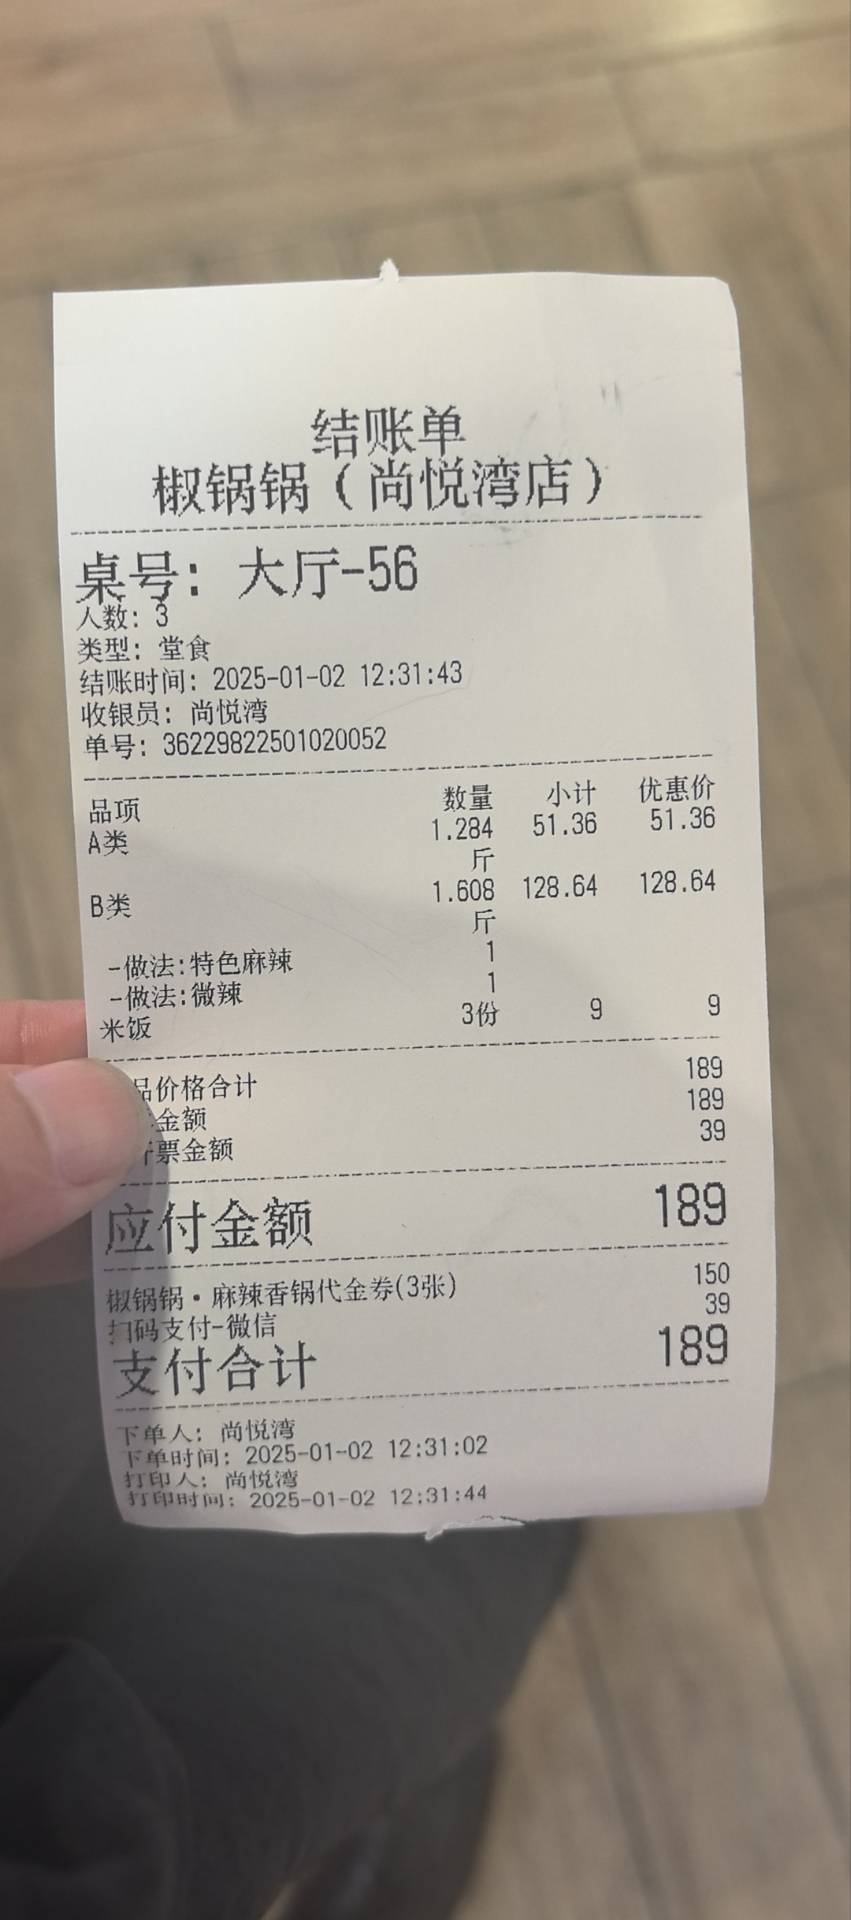 结账单
椒锅锅（尚悦湾店）
桌号: 大厅-56
人数: 3
类型: 堂食
结账时间: 2025-01-02 12:31:43
收银员: 尚悦湾
单号: 36229822501020052
品项 数量 小计 优惠价
A类 1.284 51.36 51.36
斤
B类 1.608 128.64 128.64
斤
-做法:特色麻辣 1
-做法:微辣 1
米饭 3份 9 9
品价格合计 189
金额 189
票金额 39
应付金额 189
椒锅锅·麻辣香锅代金券(3张) 150
扫码支付-微信 39
支付合计 189
下单人: 尚悦湾
下单时间: 2025-01-02 12:31:02
打印人: 尚悦湾
打印时间: 2025-01-02 12:31:44